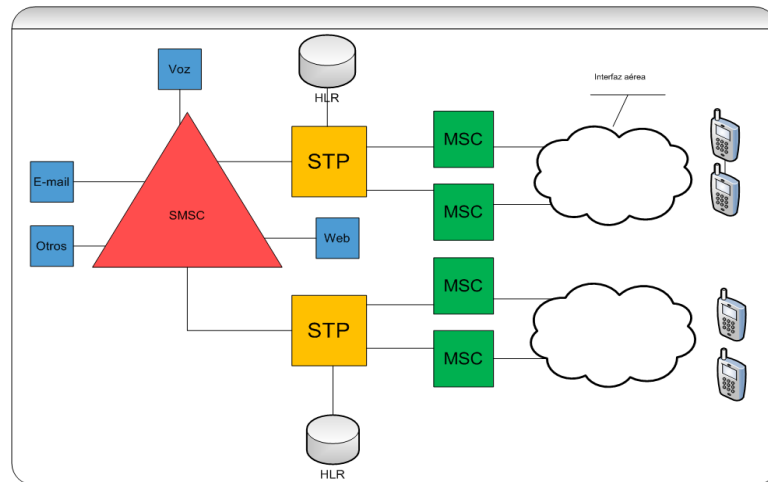 Voz
HLR
Interfaz aérea
STP
MSC
MSC
E-mail
SMSC
Otros
Web
STP
MSC
MSC
HLR